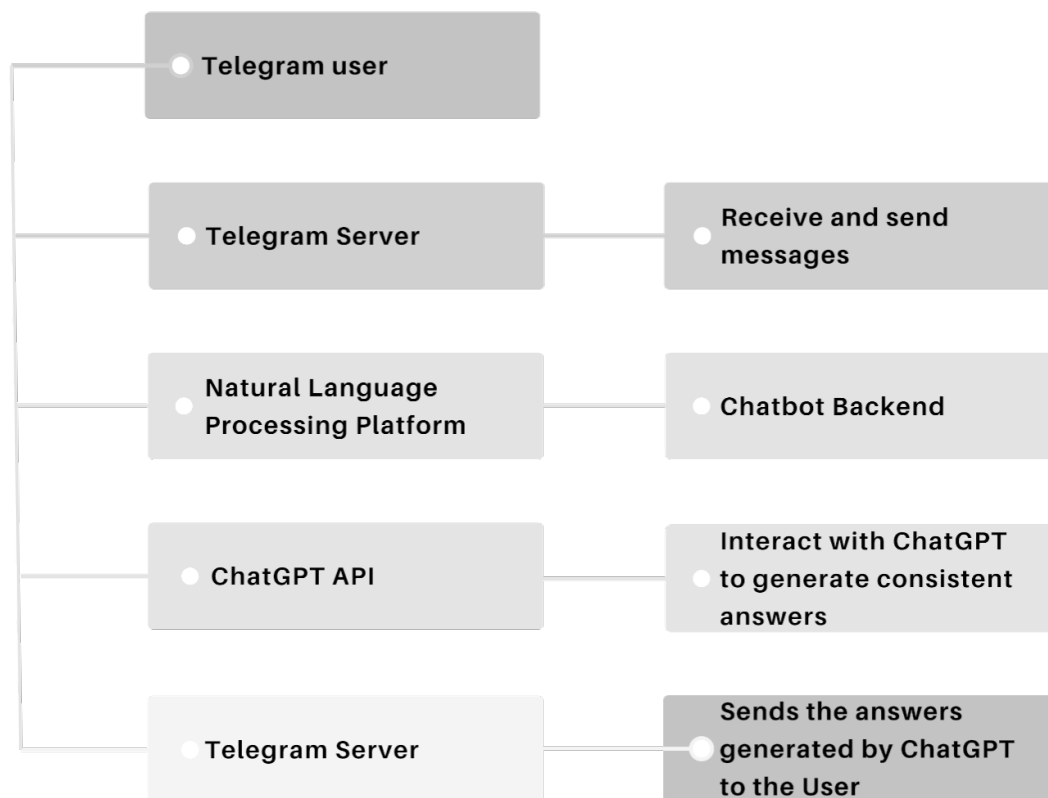 Telegram user
Telegram Server
Receive and send
messages
Natural Language
Processing Platform
Chatbot Backend
ChatGPT API
Interact with ChatGPT
to generate consistent
answers
Telegram Server
Sends the answers
generated by ChatGPT
to the User